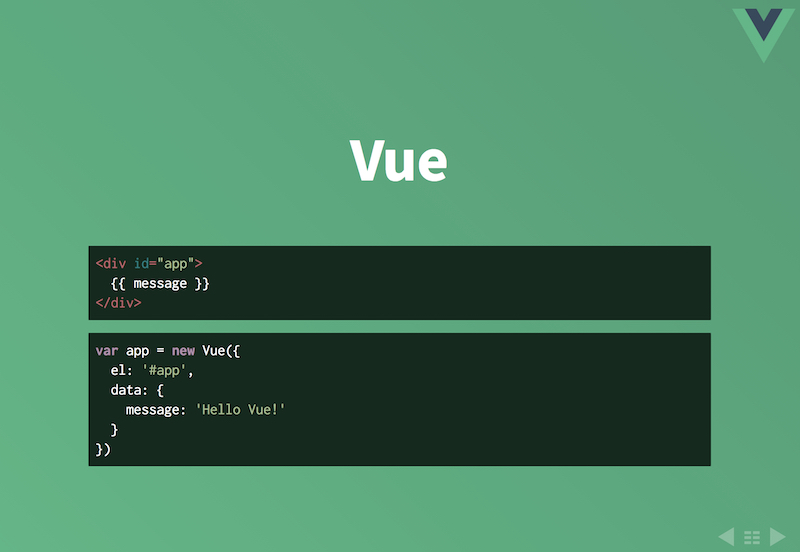 Vue
<div id="app">
  {{ message }}
</div>
var app = new Vue({
  el: '#app',
  data: {
    message: 'Hello Vue!'
  }
})